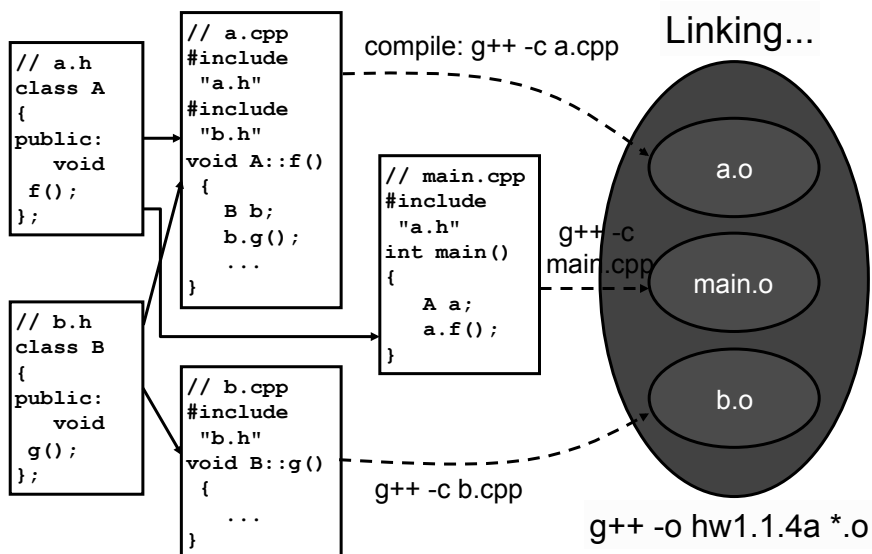 // a.h
class A
{
public:
   void
 f();
};
// b.h
class B
{
public:
   void
 g();
};
// a.cpp
#include
 "a.h"
#include
 "b.h"
void A::f()
 {
   B b;
   b.g();
   ...
}
// b.cpp
#include
 "b.h"
void B::g()
 {
   ...
}
// main.cpp
#include
 "a.h"
int main()
{
   A a;
   a.f();
}
compile: g++ -c a.cpp
g++ -c
main.cpp
g++ -c b.cpp
Linking...
a.o
main.o
b.o
g++ -o hw1.1.4a *.o